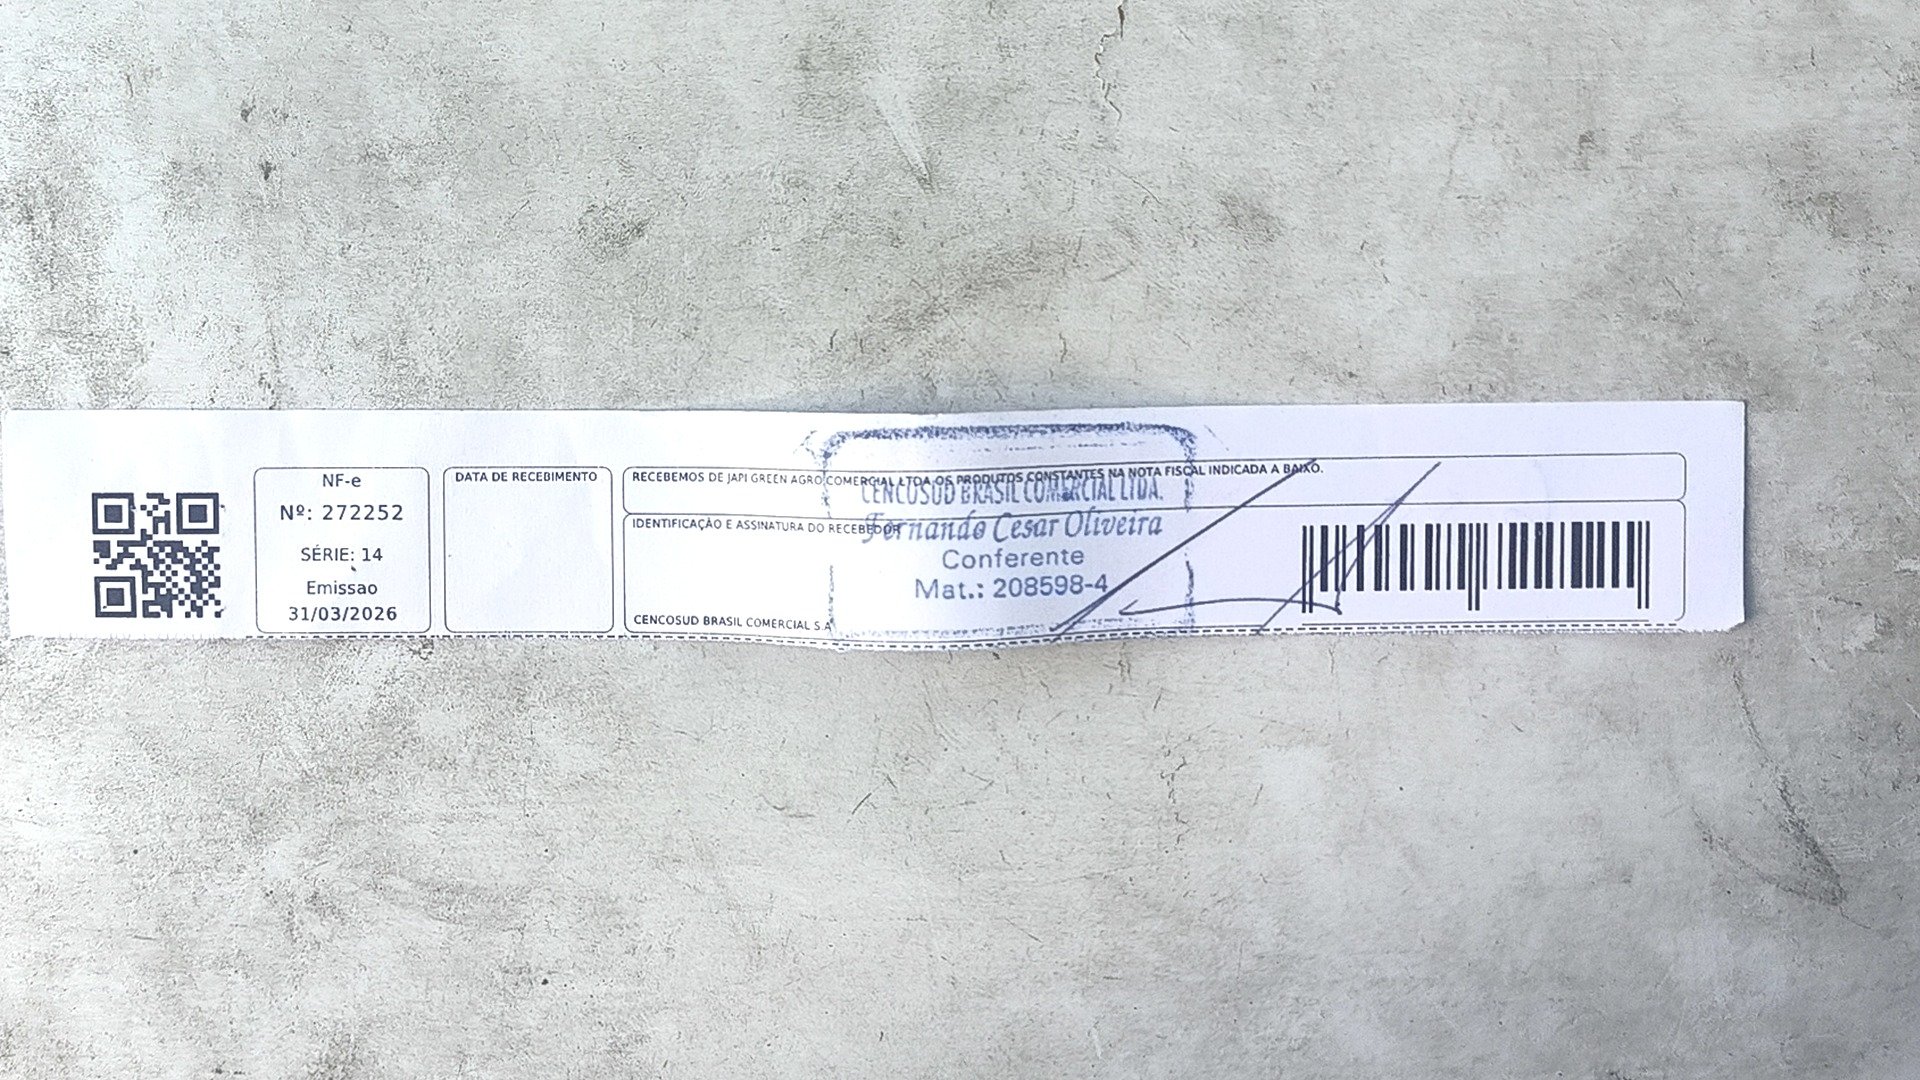 NF-e
Nº: 272252
SÉRIE: 14
Emissao
31/03/2026
DATA DE RECEBIMENTO
RECEBEMOS DE JAPI GREEN AGRO COMERCIAL LTDA OS PRODUTOS CONSTANTES NA NOTA FISCAL INDICADA A BAIXO.
IDENTIFICAÇÃO E ASSINATURA DO RECEBEDOR
CENCOSUD BRASIL COMERCIAL S.A
CENCOSUD BRASIL COMERCIAL LTDA.
Fernando Cesar Oliveira
Conferente
Mat.: 208598-4